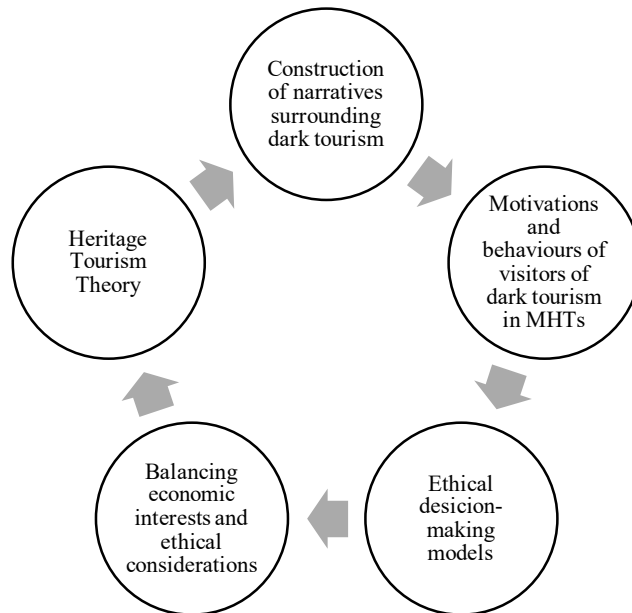 Construction
of narratives
surrounding
dark tourism
Motivations
and
behaviours of
visitors of
dark tourism
in MHTs
Ethical
desicion-
making
models
Balancing
economic
interests and
ethical
considerations
Heritage
Tourism
Theory